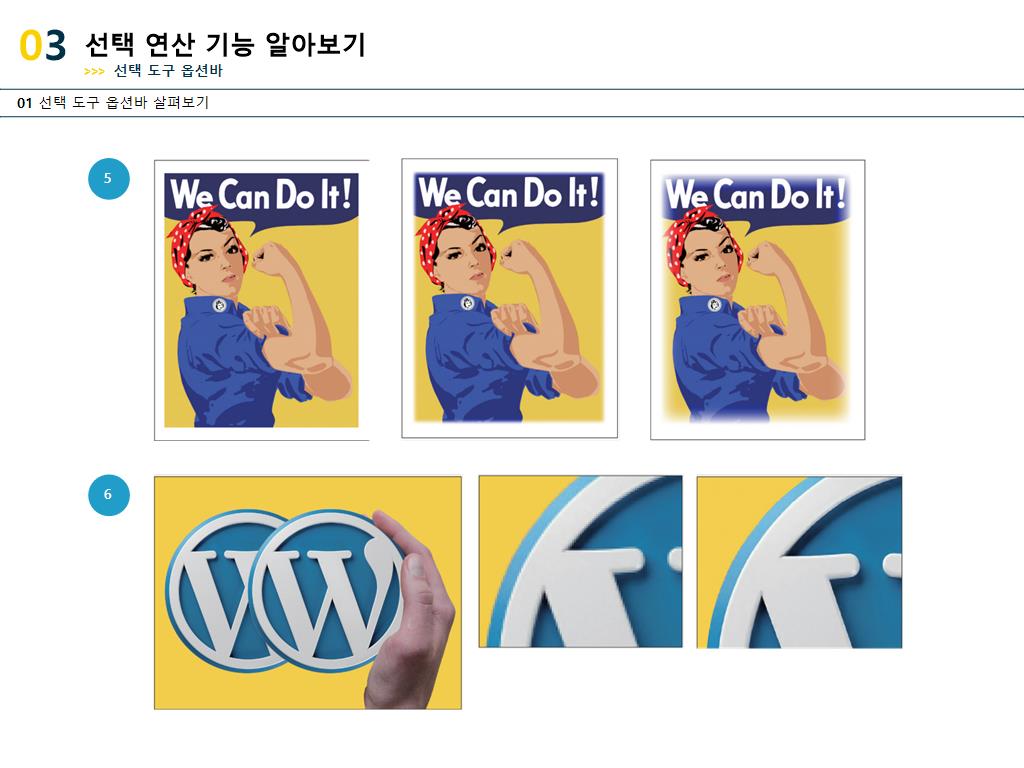 03 선택 연산 기능 알아보기
>>> 선택 도구 옵션바
01 선택 도구 옵션바 살펴보기
5
We Can Do It!
We Can Do It!
We Can Do It!
6
W W